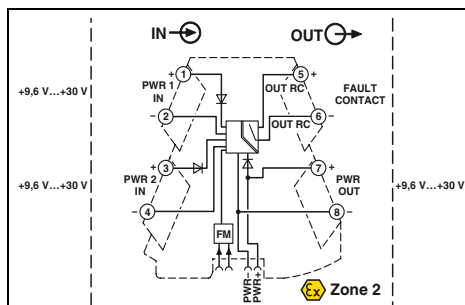 IN OUT
1 5
+ +
PWR 1
IN
OUT RC
FAULT
CONTACT
+9,6 V...+30 V
2 6
– –
OUT RC
3 7
+ +
PWR 2
IN
PWR
OUT
+9,6 V...+30 V
+9,6 V...+30 V
4 8
– –
FM
PWR –
PWR +
Ex Zone 2